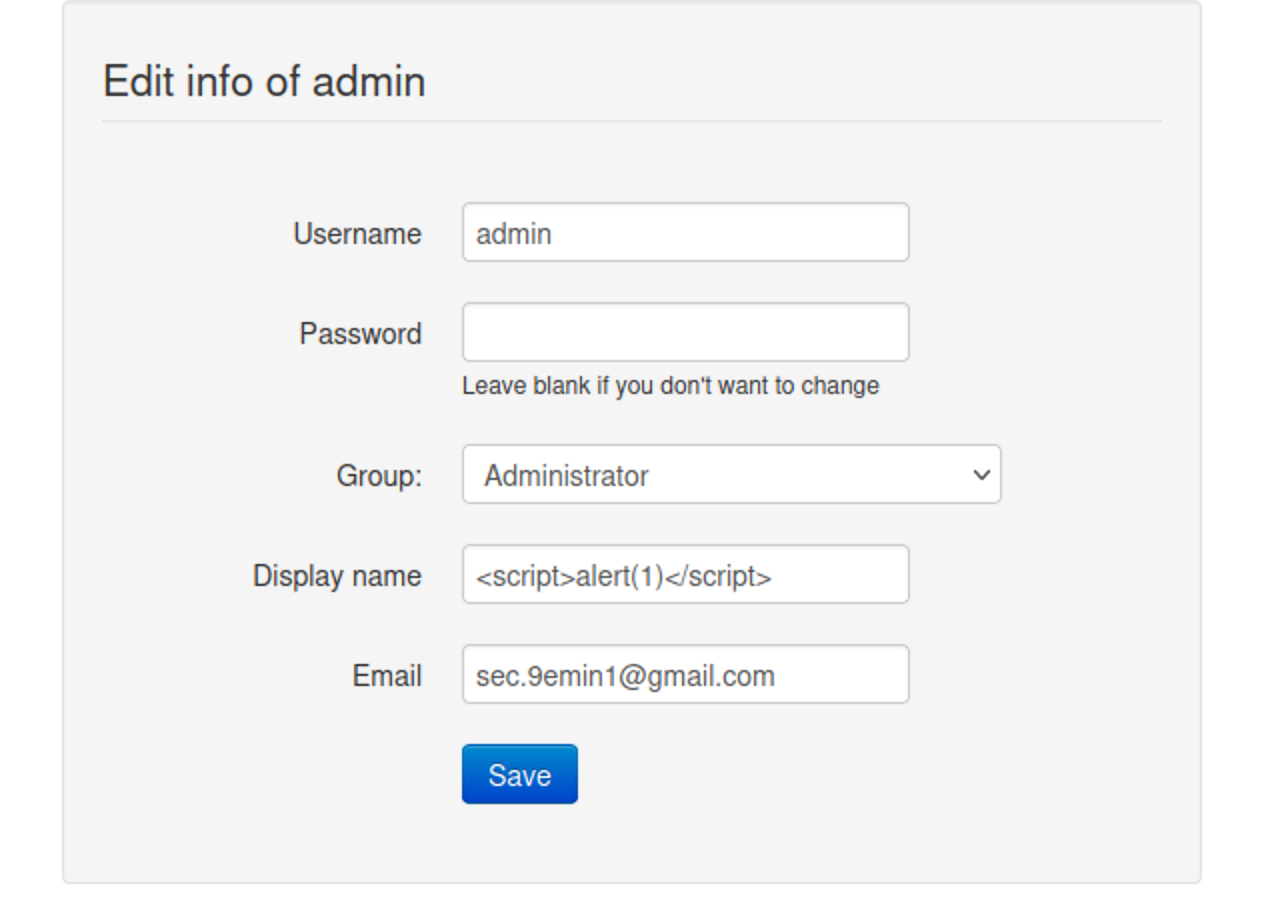 Edit info of admin
Username admin
Password
Leave blank if you don't want to change
Group: Administrator
Display name <script>alert(1)</script>
Email sec.9emin1@gmail.com
Save